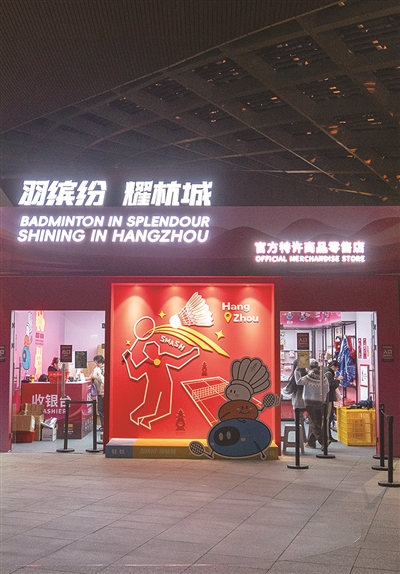 羽缤纷 耀杭城
BADMINTON IN SPLENDOUR
SHINING IN HANGZHOU
官方特许商品零售店
OFFICIAL MERCHANDISE STORE
Hang
Zhou
SMASH
收银台
CASHIER